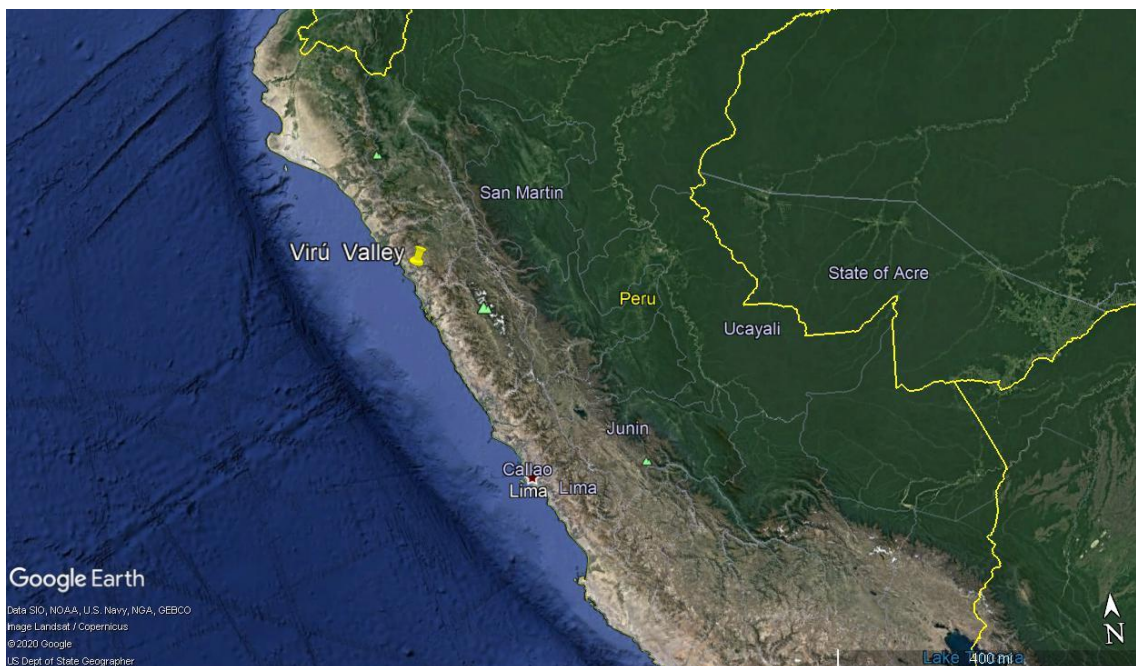 San Martin
Virú Valley
State of Acre
Peru
Ucayali
Junin
Callao
Lima Lima
Google Earth
Data SIO, NOAA, U.S. Navy, NGA, GEBCO
Image Landsat / Copernicus
© 2020 Google
US Dept of State Geographer
N
Lake
400 mi